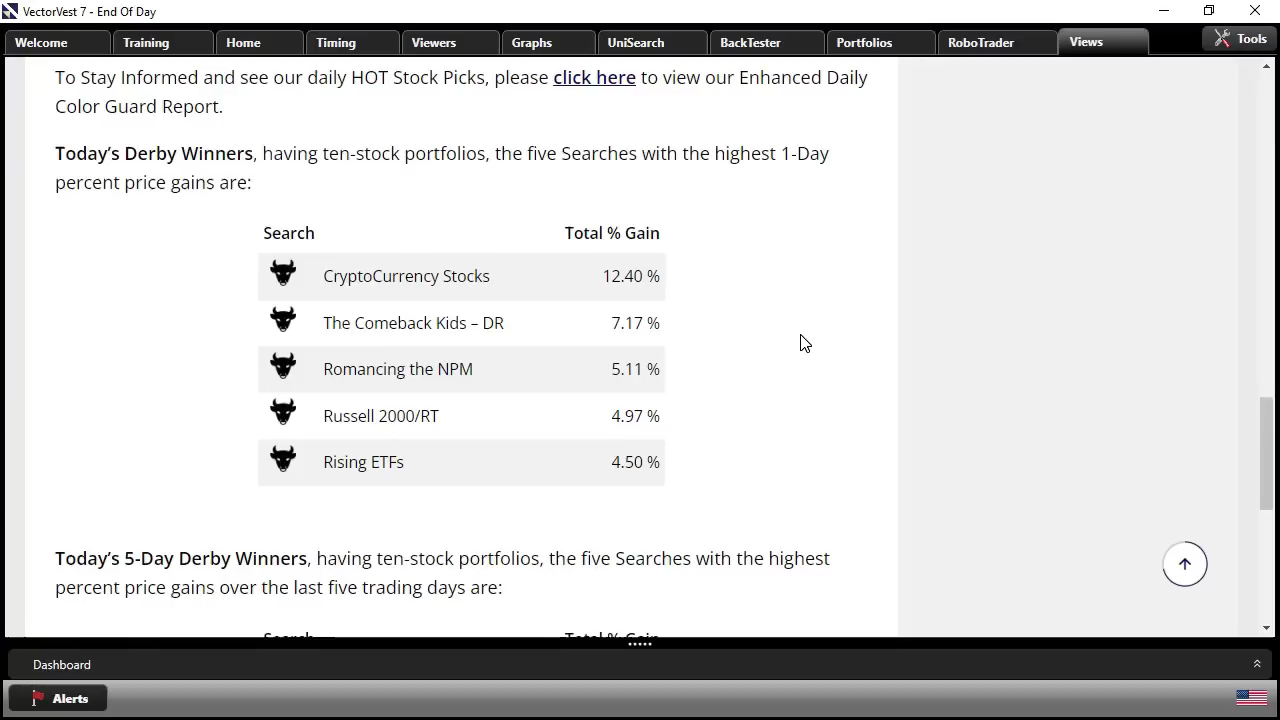 VectorVest 7 - End Of Day
Welcome Training Home Timing Viewers Graphs UniSearch BackTester Portfolios RoboTrader Views Tools
To Stay Informed and see our daily HOT Stock Picks, please click here to view our Enhanced Daily
Color Guard Report.
Today’s Derby Winners, having ten-stock portfolios, the five Searches with the highest 1-Day
percent price gains are:
Search Total % Gain
CryptoCurrency Stocks 12.40 %
The Comeback Kids – DR 7.17 %
Romancing the NPM 5.11 %
Russell 2000/RT 4.97 %
Rising ETFs 4.50 %
Today’s 5-Day Derby Winners, having ten-stock portfolios, the five Searches with the highest
percent price gains over the last five trading days are:
Search Total % Gain
Dashboard
Alerts